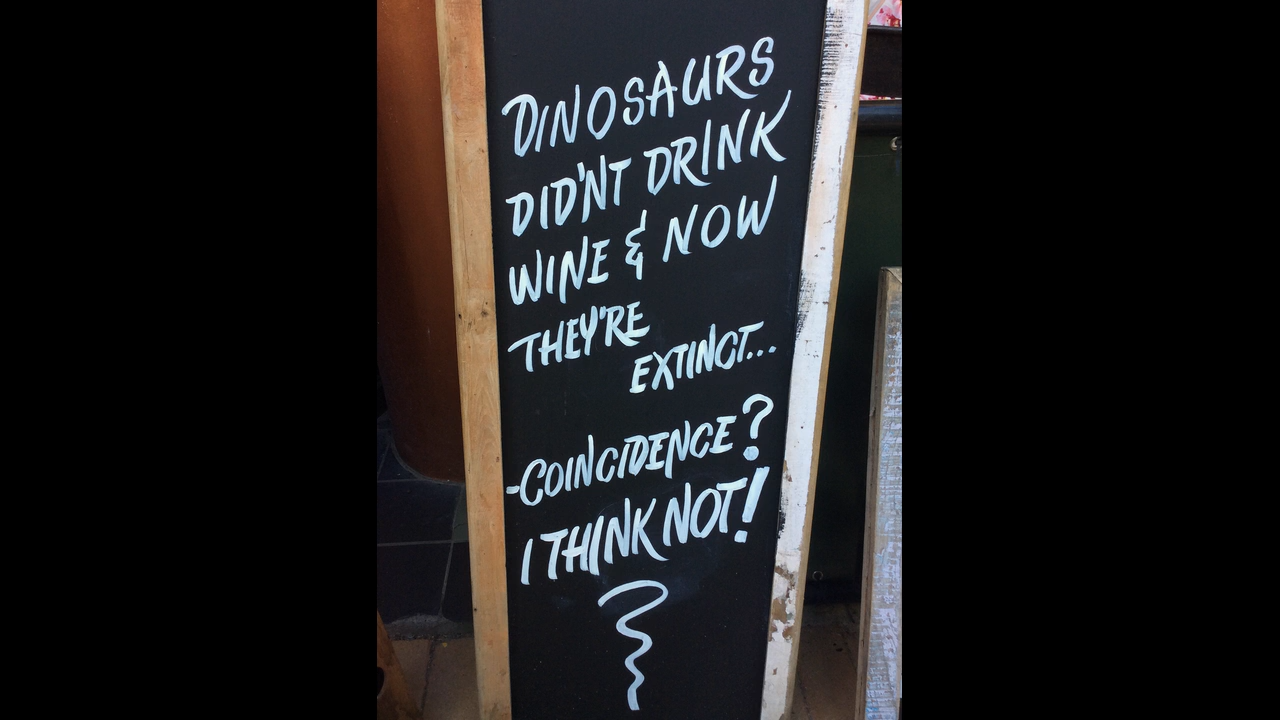 DINOSAURS
DID'NT DRINK
WINE & NOW
THEY'RE
EXTINCT...
-COINCIDENCE?
I THINK NOT!